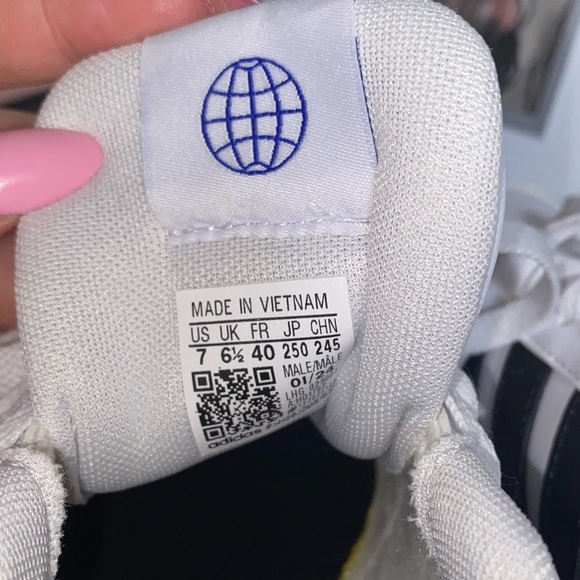 MADE IN VIETNAM
US UK FR JP CHN
7 6½ 40 250 245
MALE/MÂLE
01/24
adidas